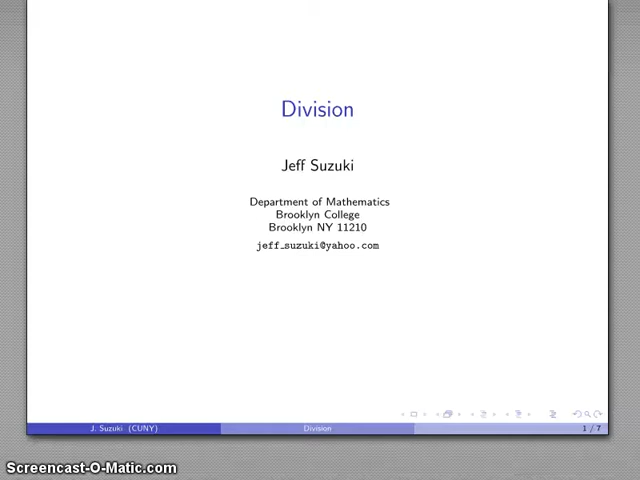 Division
Jeff Suzuki
Department of Mathematics
Brooklyn College
Brooklyn NY 11210
jeff_suzuki@yahoo.com
J. Suzuki (CUNY)
Division
1 / 7
Screencast-O-Matic.com